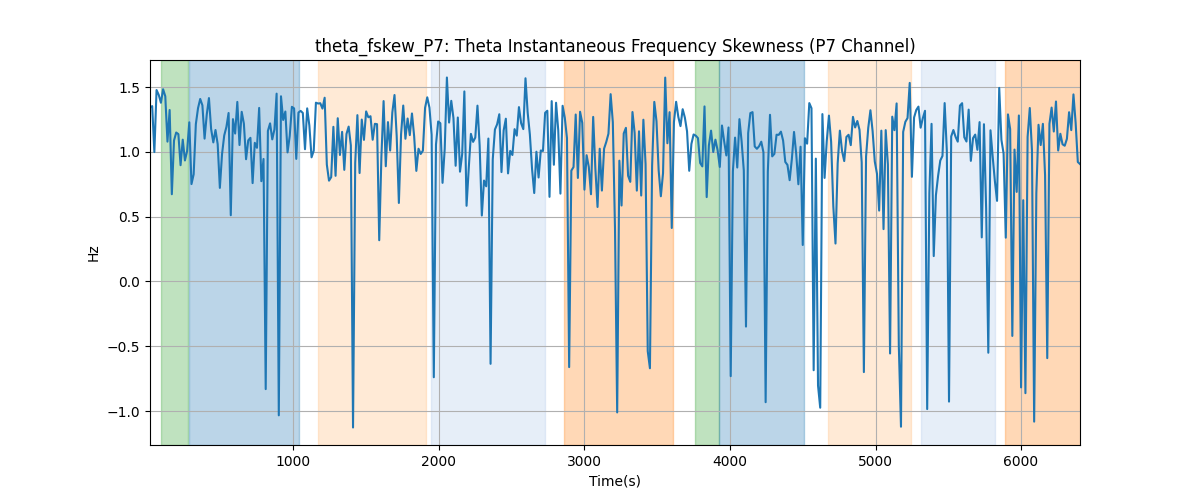 theta_fskew_P7: Theta Instantaneous Frequency Skewness (P7 Channel)
1.5
1.0
0.5
0.0
−0.5
−1.0
Hz
1000 2000 3000 4000 5000 6000
Time(s)